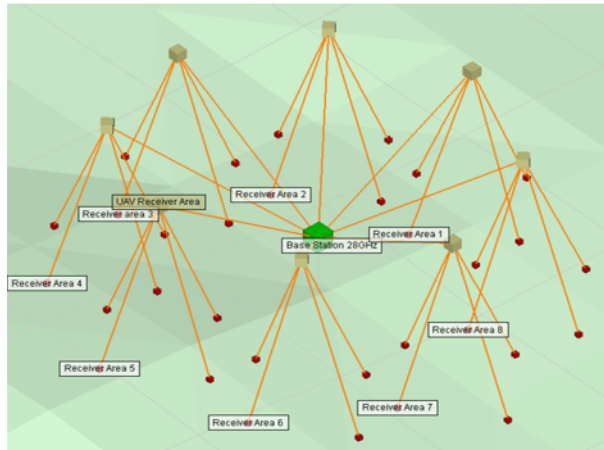 Receiver Area 2
UAV Receiver Area
Receiver area 3
Receiver Area 1
Base Station 28GHz
Receiver Area 4
Receiver Area 8
Receiver Area 5
Receiver Area 7
Receiver Area 6